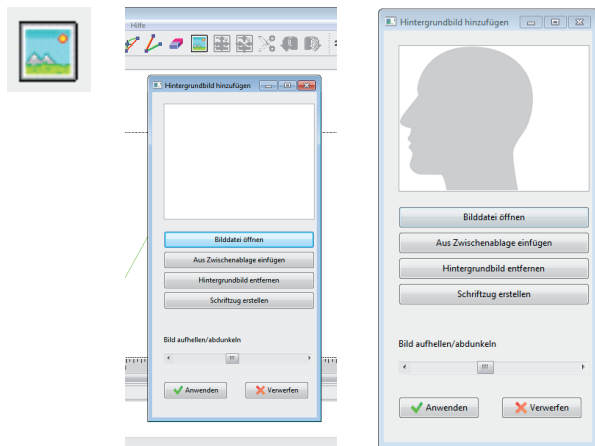 Hilfe
Hintergrundbild hinzufügen
Bilddatei öffnen
Aus Zwischenablage einfügen
Hintergrundbild entfernen
Schriftzug erstellen
Bild aufhellen/abdunkeln
Anwenden
Verwerfen
Hintergrundbild hinzufügen
Bilddatei öffnen
Aus Zwischenablage einfügen
Hintergrundbild entfernen
Schriftzug erstellen
Bild aufhellen/abdunkeln
Anwenden
Verwerfen